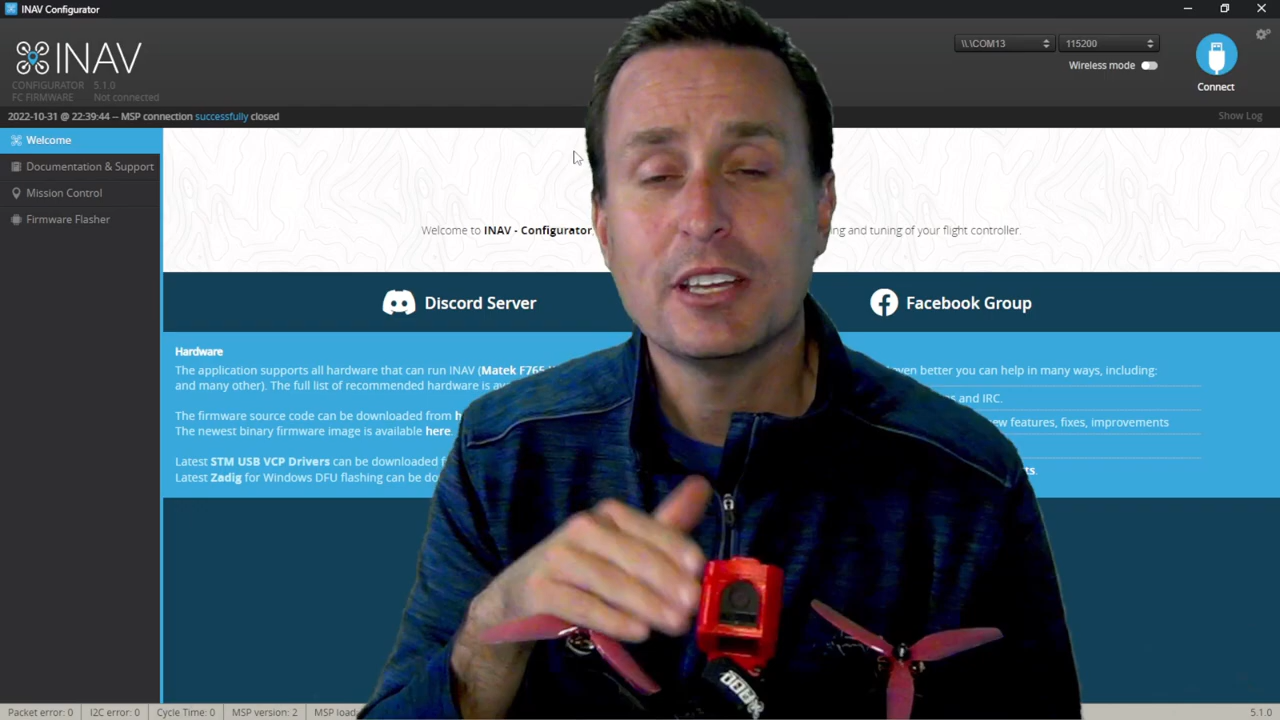 INAV Configurator
INAV
CONFIGURATOR 5.1.0
FC FIRMWARE Not connected
\\.\COM13
115200
Wireless mode
Connect
2022-10-31 @ 22:39:44 -- MSP connection successfully closed
Show Log
Welcome
Documentation & Support
Mission Control
Firmware Flasher
Welcome to INAV - Configurator
ing and tuning of your flight controller.
Discord Server
Facebook Group
Hardware
The application supports all hardware that can run INAV (Matek F765
and many other). The full list of recommended hardware is av
The firmware source code can be downloaded from h
The newest binary firmware image is available here.
Latest STM USB VCP Drivers can be downloaded f
Latest Zadig for Windows DFU flashing can be do
even better you can help in many ways, including:
s and IRC.
ew features, fixes, improvements
ts.
Packet error: 0
I2C error: 0
Cycle Time: 0
MSP version: 2
MSP load
5.1.0